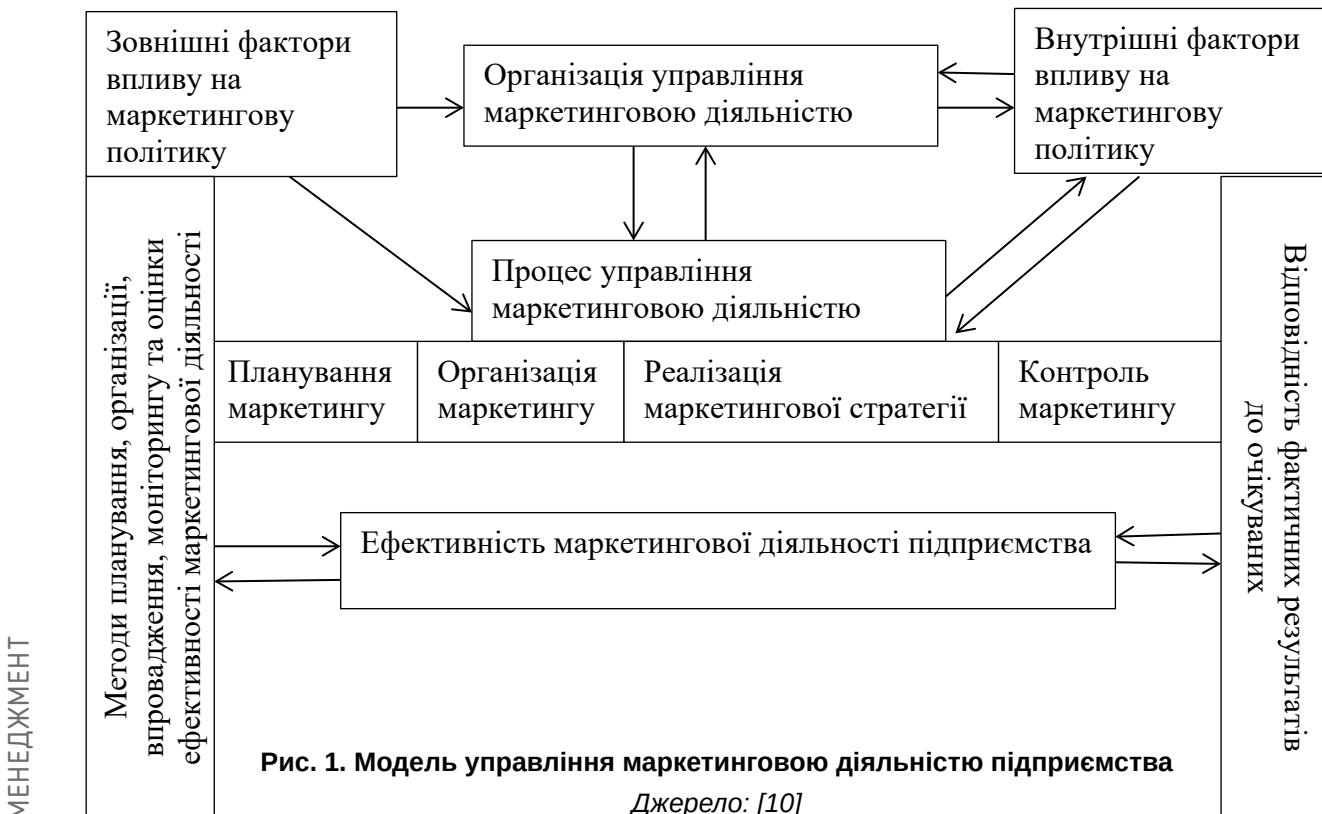 Зовнішні фактори
впливу на
маркетингову
політику
Організація управління
маркетинговою діяльністю
Внутрішні фактори
впливу на
маркетингову
політику
Процес управління
маркетинговою діяльністю
Планування
маркетингу
Організація
маркетингу
Реалізація
маркетингової стратегії
Контроль
маркетингу
Методи планування, організації,
впровадження, моніторингу та оцінки
ефективності маркетингової діяльності
Ефективність маркетингової діяльності підприємства
Відповідність фактичних результатів
до очікуваних
Рис. 1. Модель управління маркетинговою діяльністю підприємства
Джерело: [10]
МЕНЕДЖМЕНТ